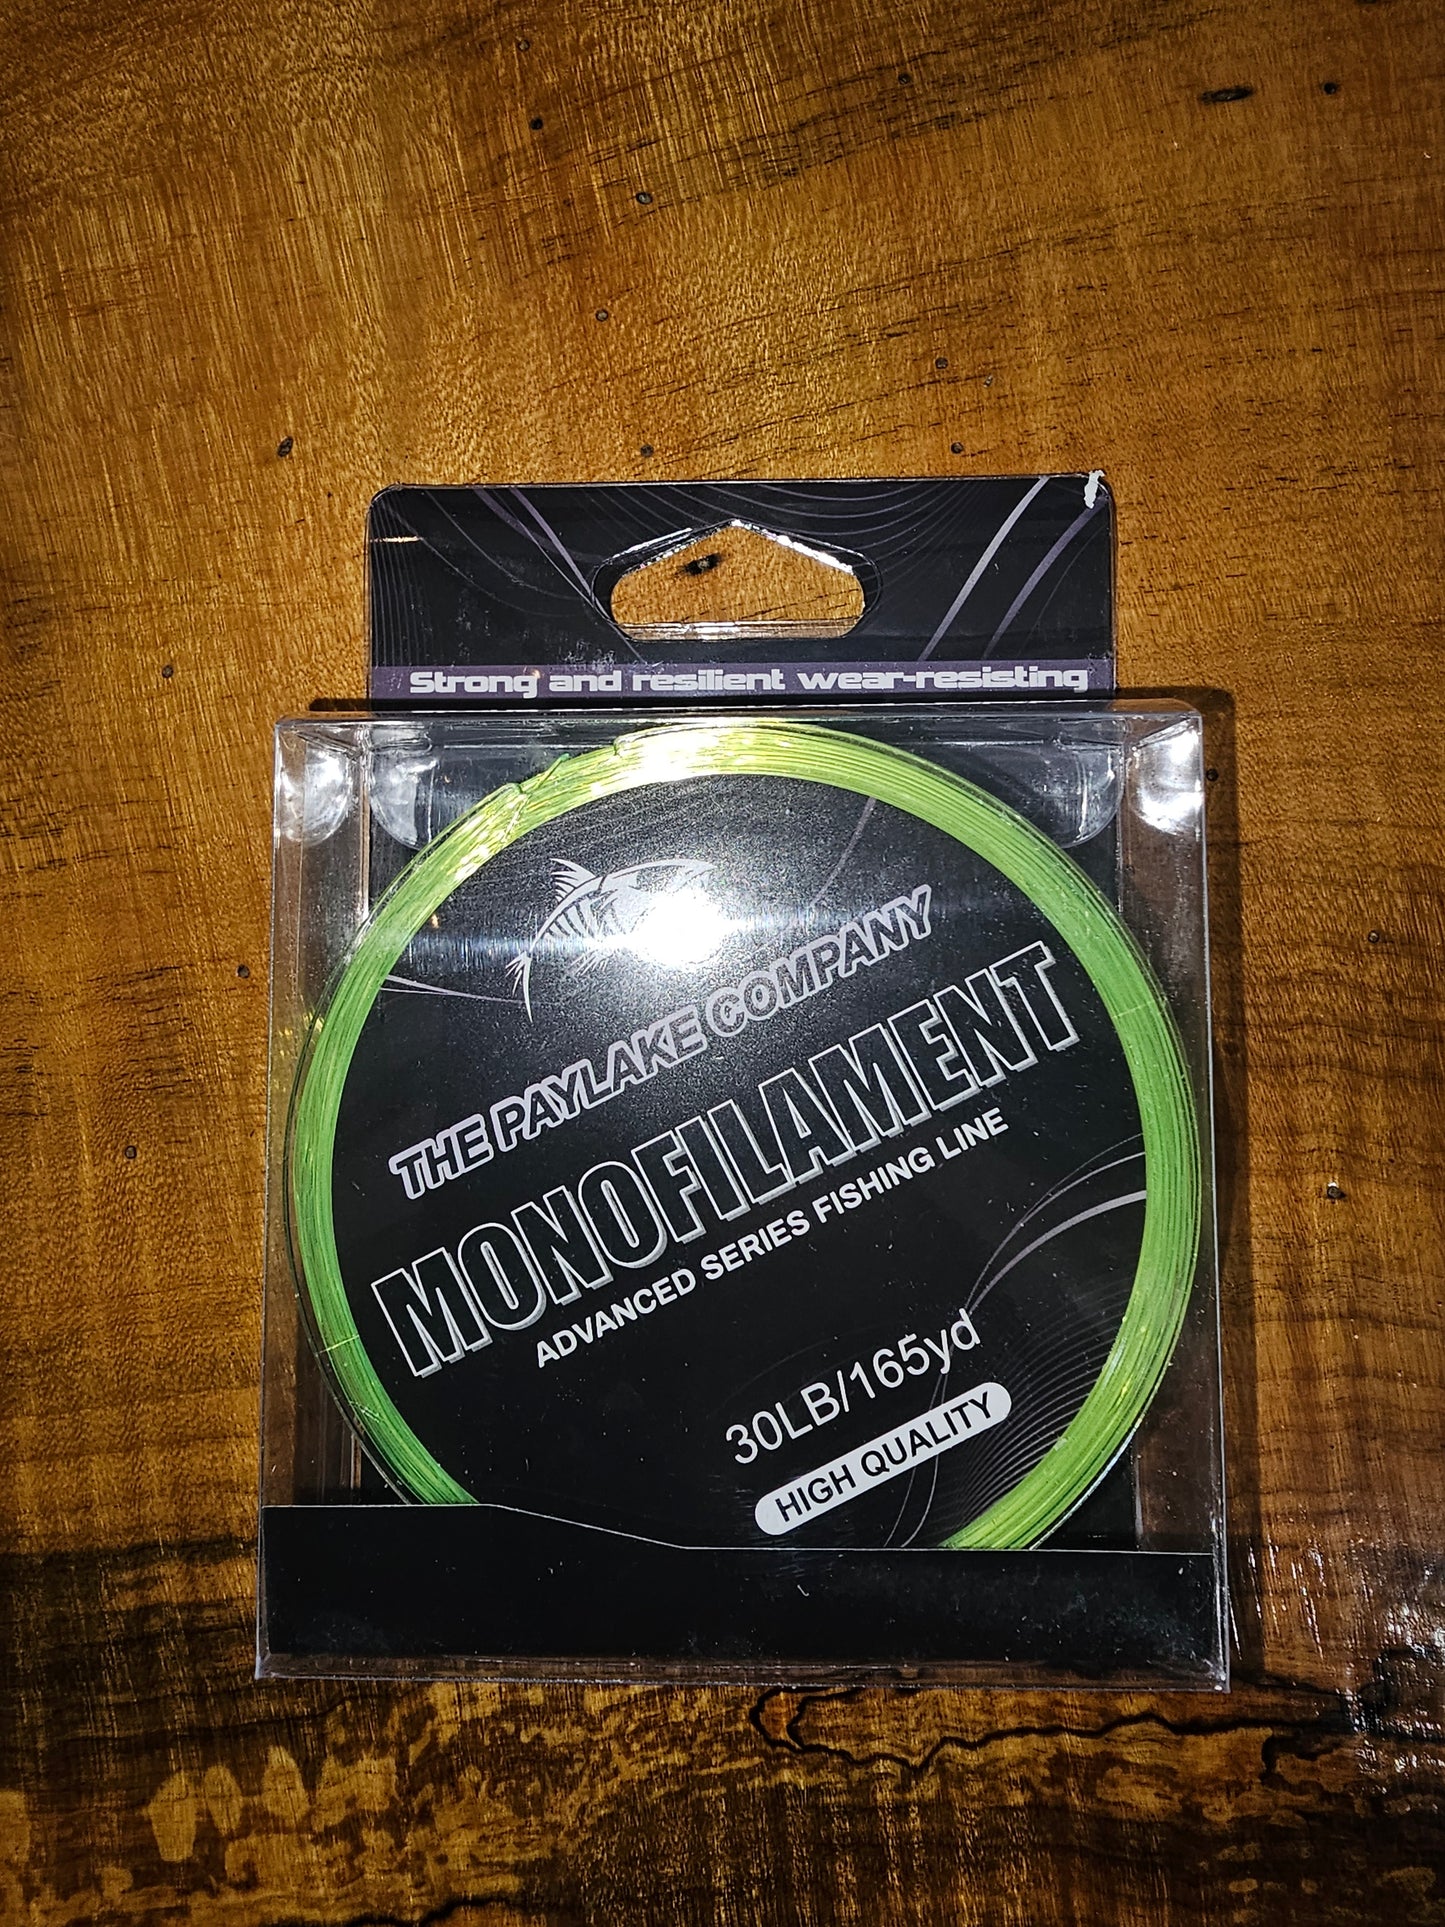 Strong and resilient wear-resisting
THE PAYLAKE COMPANY
MONOFILAMENT
ADVANCED SERIES FISHING LINE
30LB/165yd
HIGH QUALITY